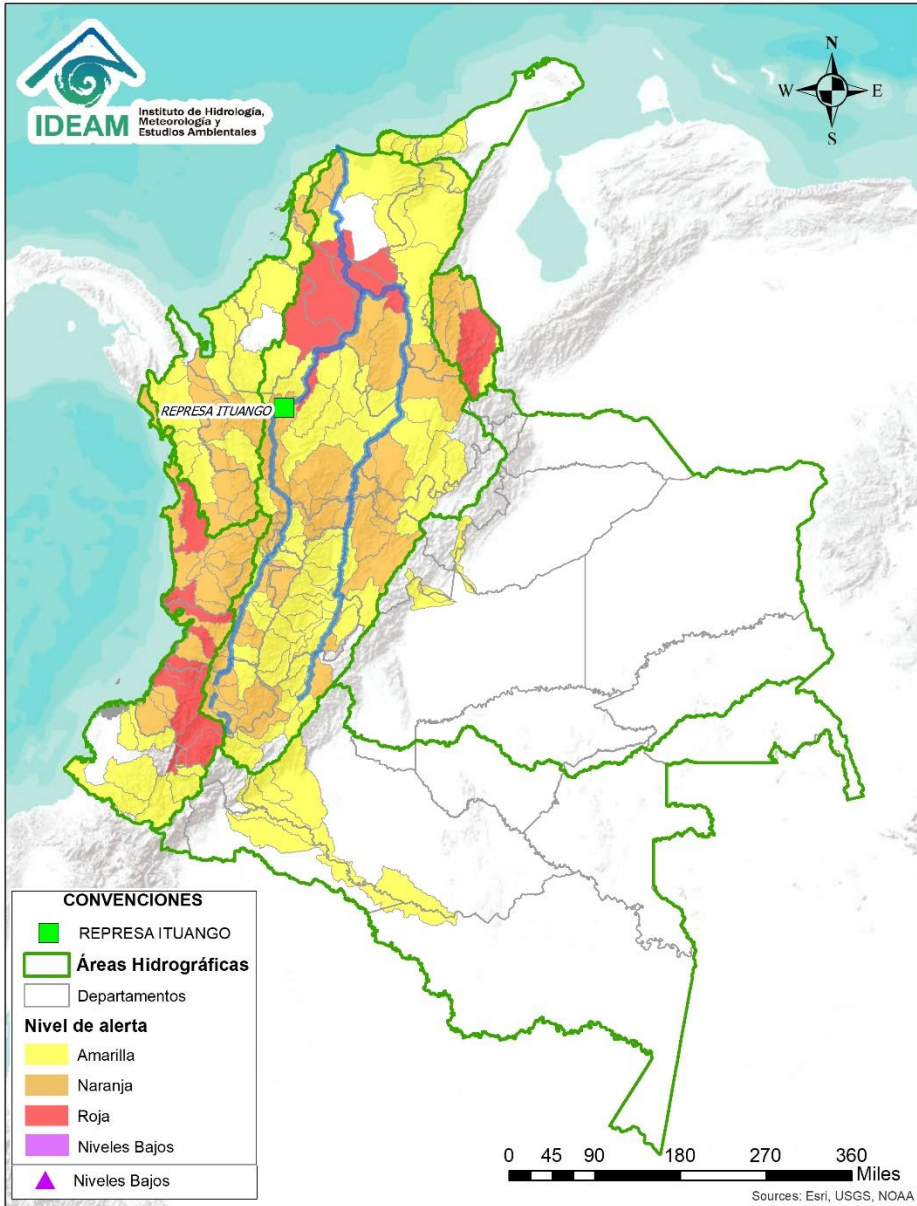 IDEAM
Instituto de Hidrología,
Meteorología y
Estudios Ambientales
N
W
E
S
REPRESA ITUANGO
CONVENCIONES
REPRESA ITUANGO
Áreas Hidrográficas
Departamentos
Nivel de alerta
Amarilla
Naranja
Roja
Niveles Bajos
Niveles Bajos
0 45 90 180 270 360
Miles
Sources: Esri, USGS, NOAA